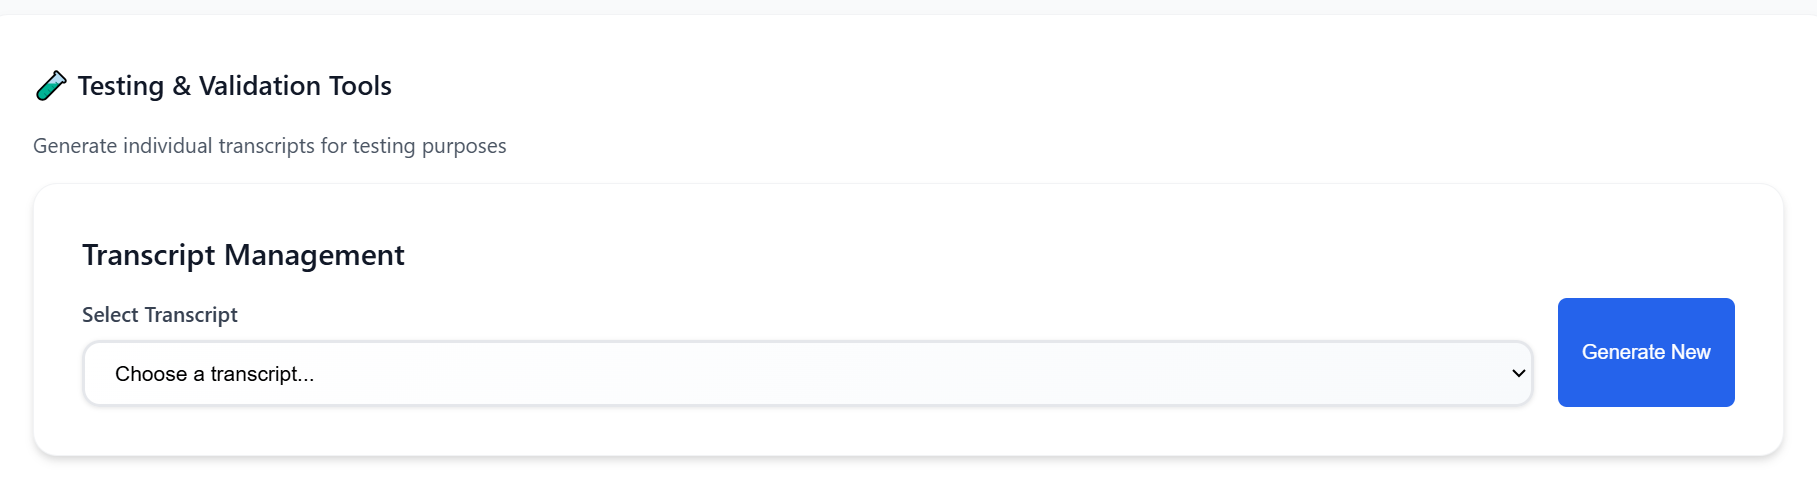 Testing & Validation Tools
Generate individual transcripts for testing purposes
Transcript Management
Select Transcript
Choose a transcript...
Generate New